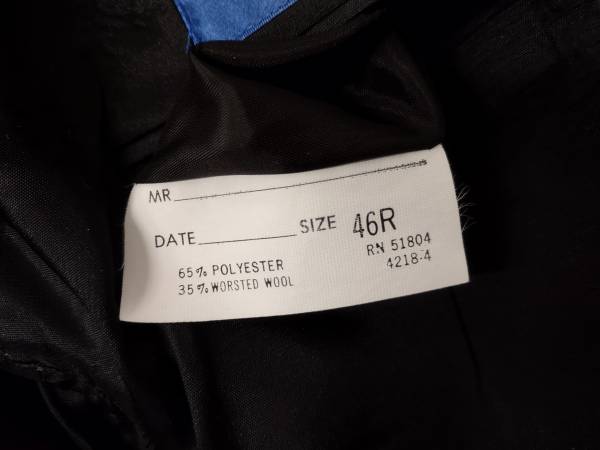 MR
DATE SIZE 46R
RN 51804
65% POLYESTER 4218-4
35% WORSTED WOOL